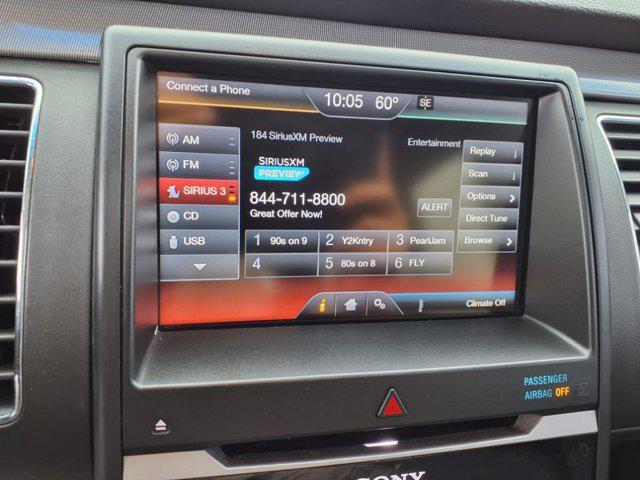 Connect a Phone
10:05 60° SE
184 SiriusXM Preview
Entertainment
AM
FM
SIRIUS 3
CD
USB
SIRIUSXM
PREVIEW
844-711-8800
Great Offer Now!
ALERT
Replay
Scan
Options
Direct Tune
Browse
1 90s on 9 2 Y2Kntry 3 PearlJam
4 5 80s on 8 6 FLY
Climate Off
PASSENGER
AIRBAG OFF
SONY